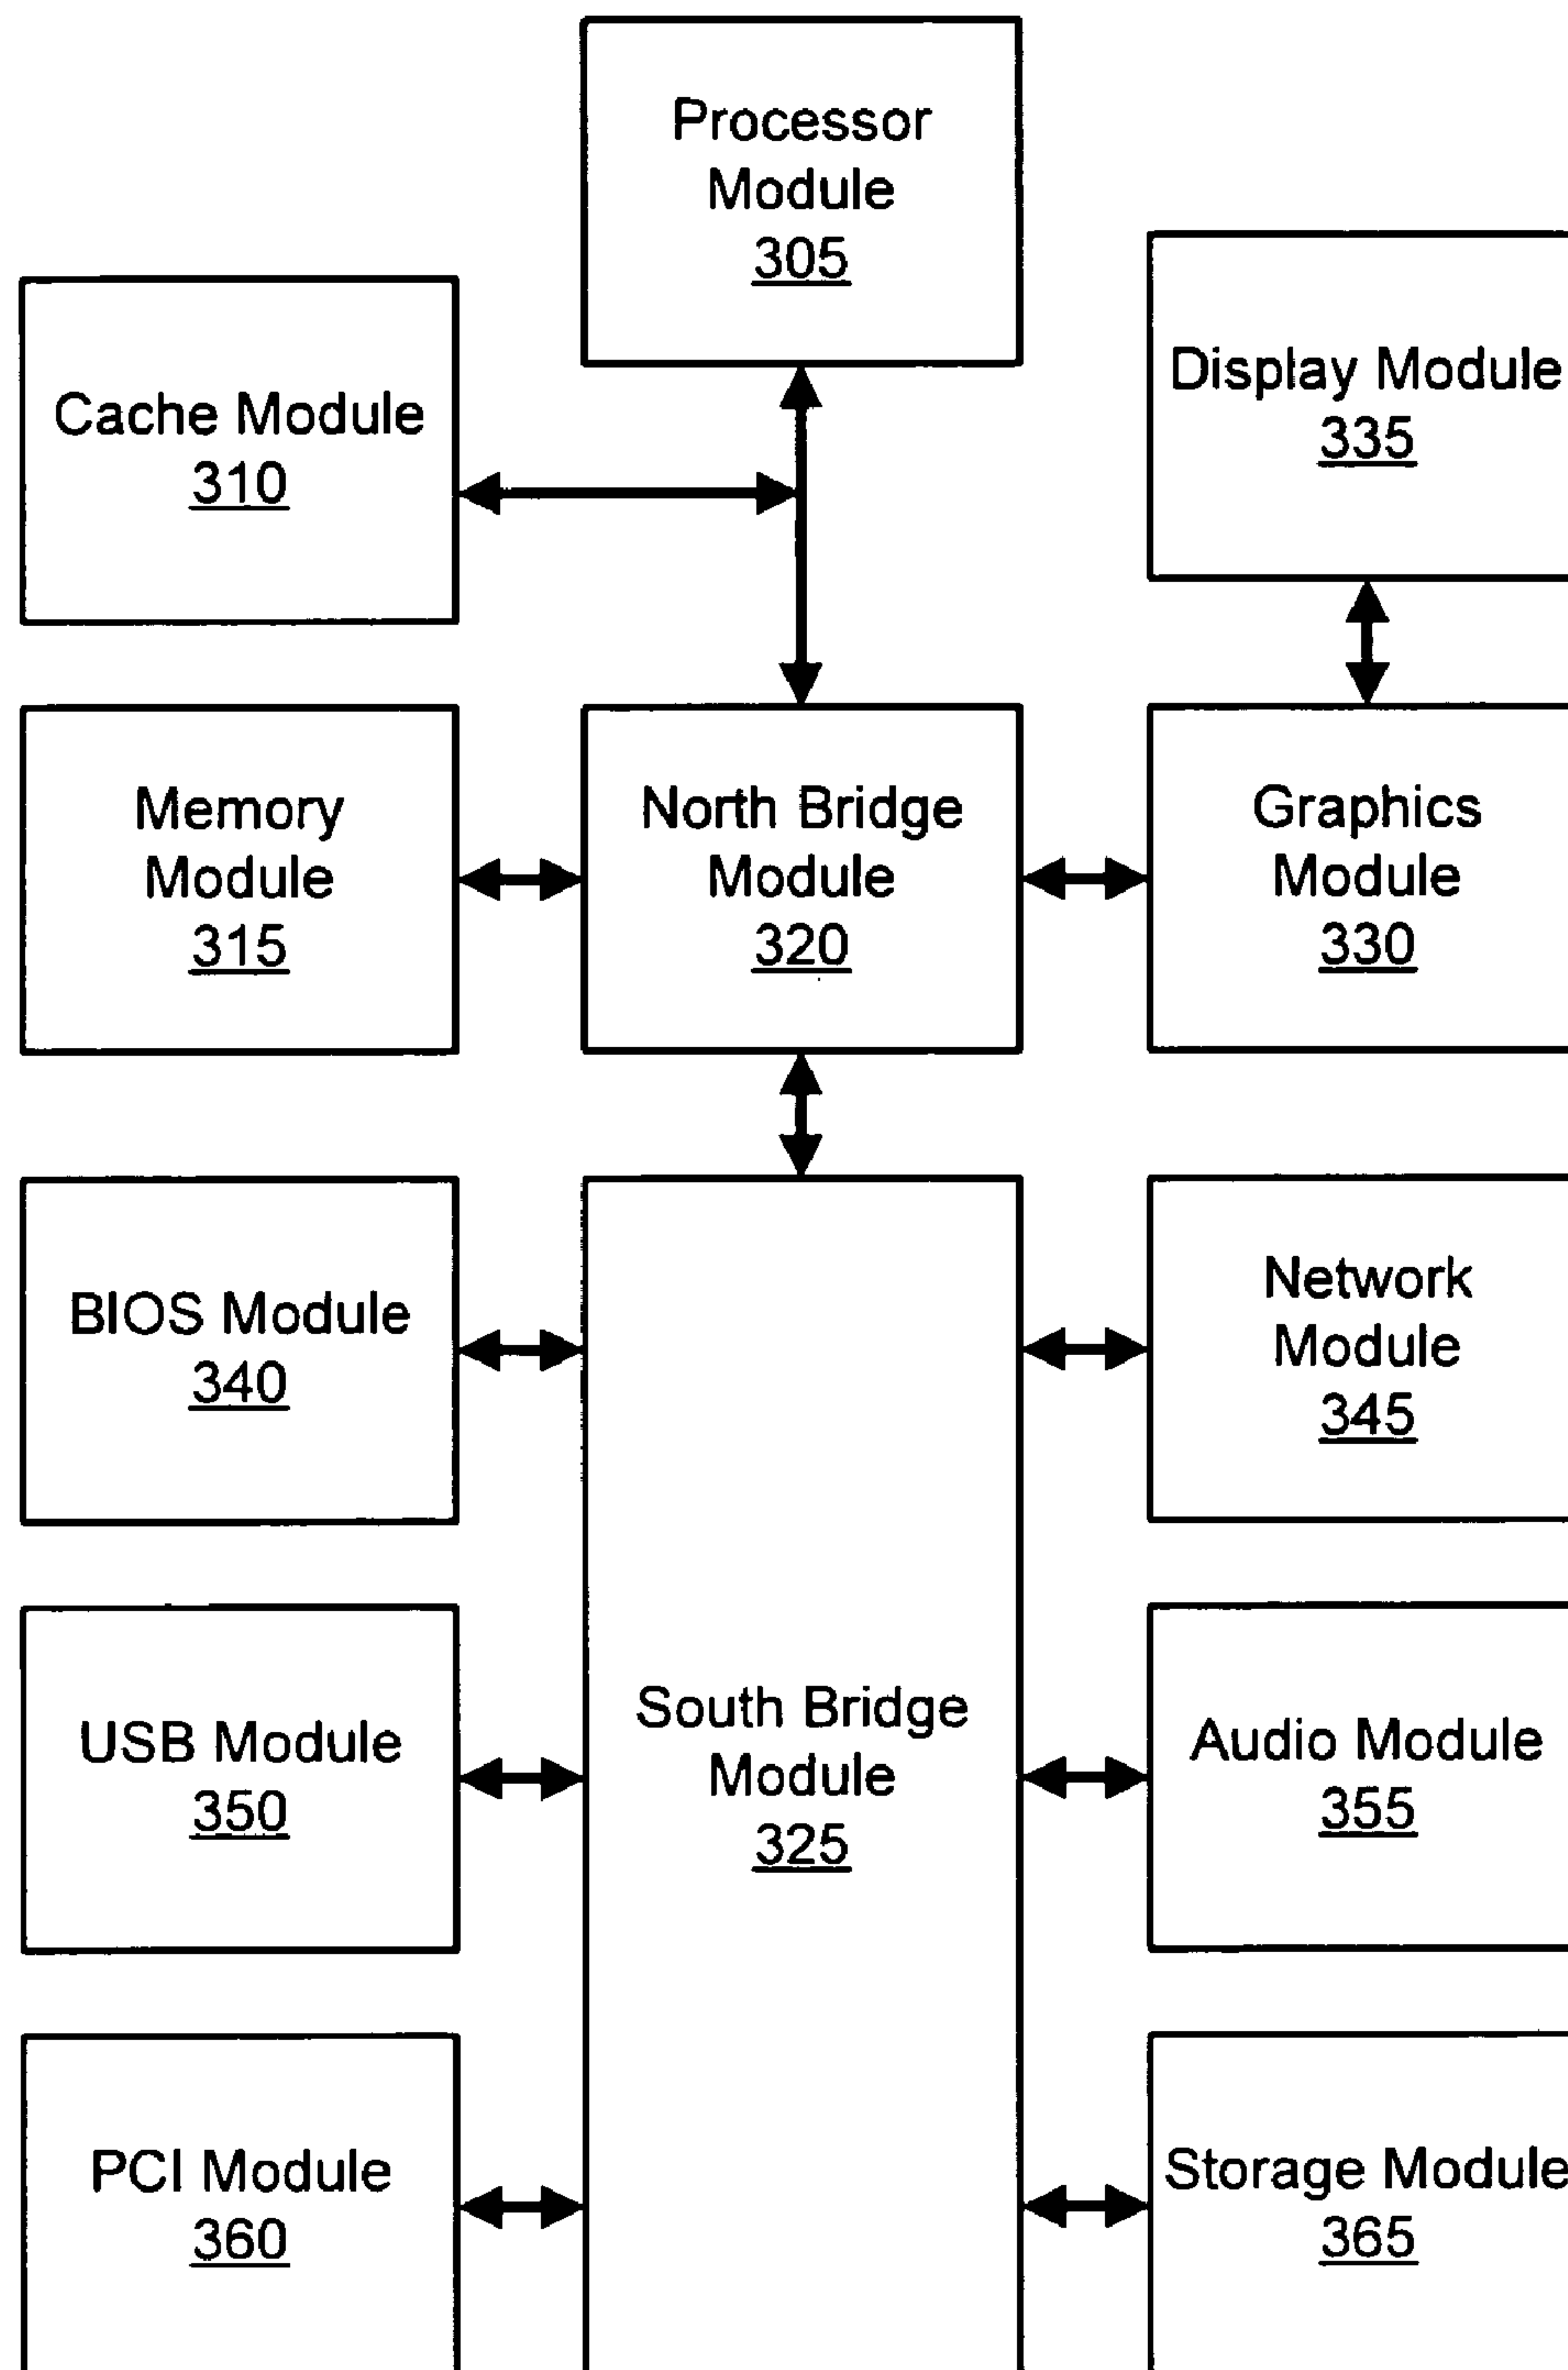 Processor
Module
305
Cache Module
310
Display Module
335
Memory
Module
315
North Bridge
Module
320
Graphics
Module
330
BIOS Module
340
Network
Module
345
USB Module
350
South Bridge
Module
325
Audio Module
355
PCI Module
360
Storage Module
365